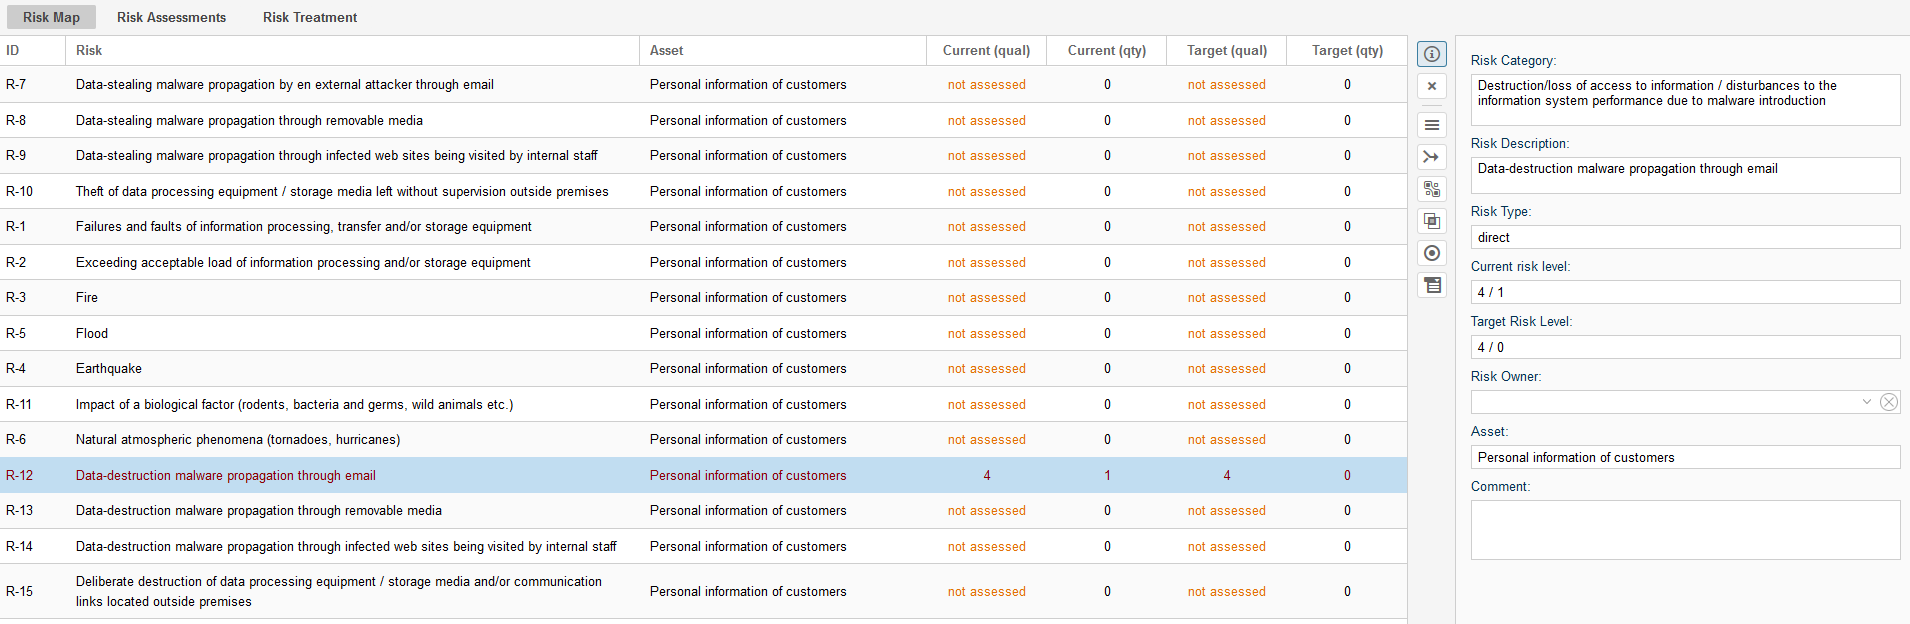 Risk Map Risk Assessments Risk Treatment
ID Risk Asset Current (qual) Current (qty) Target (qual) Target (qty)
R-7 Data-stealing malware propagation by en external attacker through email Personal information of customers not assessed 0 not assessed 0
R-8 Data-stealing malware propagation through removable media Personal information of customers not assessed 0 not assessed 0
R-9 Data-stealing malware propagation through infected web sites being visited by internal staff Personal information of customers not assessed 0 not assessed 0
R-10 Theft of data processing equipment / storage media left without supervision outside premises Personal information of customers not assessed 0 not assessed 0
R-1 Failures and faults of information processing, transfer and/or storage equipment Personal information of customers not assessed 0 not assessed 0
R-2 Exceeding acceptable load of information processing and/or storage equipment Personal information of customers not assessed 0 not assessed 0
R-3 Fire Personal information of customers not assessed 0 not assessed 0
R-5 Flood Personal information of customers not assessed 0 not assessed 0
R-4 Earthquake Personal information of customers not assessed 0 not assessed 0
R-11 Impact of a biological factor (rodents, bacteria and germs, wild animals etc.) Personal information of customers not assessed 0 not assessed 0
R-6 Natural atmospheric phenomena (tornadoes, hurricanes) Personal information of customers not assessed 0 not assessed 0
R-12 Data-destruction malware propagation through email Personal information of customers 4 1 4 0
R-13 Data-destruction malware propagation through removable media Personal information of customers not assessed 0 not assessed 0
R-14 Data-destruction malware propagation through infected web sites being visited by internal staff Personal information of customers not assessed 0 not assessed 0
R-15 Deliberate destruction of data processing equipment / storage media and/or communication
links located outside premises Personal information of customers not assessed 0 not assessed 0
Risk Category:
Destruction/loss of access to information / disturbances to the
information system performance due to malware introduction
Risk Description:
Data-destruction malware propagation through email
Risk Type:
direct
Current risk level:
4 / 1
Target Risk Level:
4 / 0
Risk Owner:
Asset:
Personal information of customers
Comment: